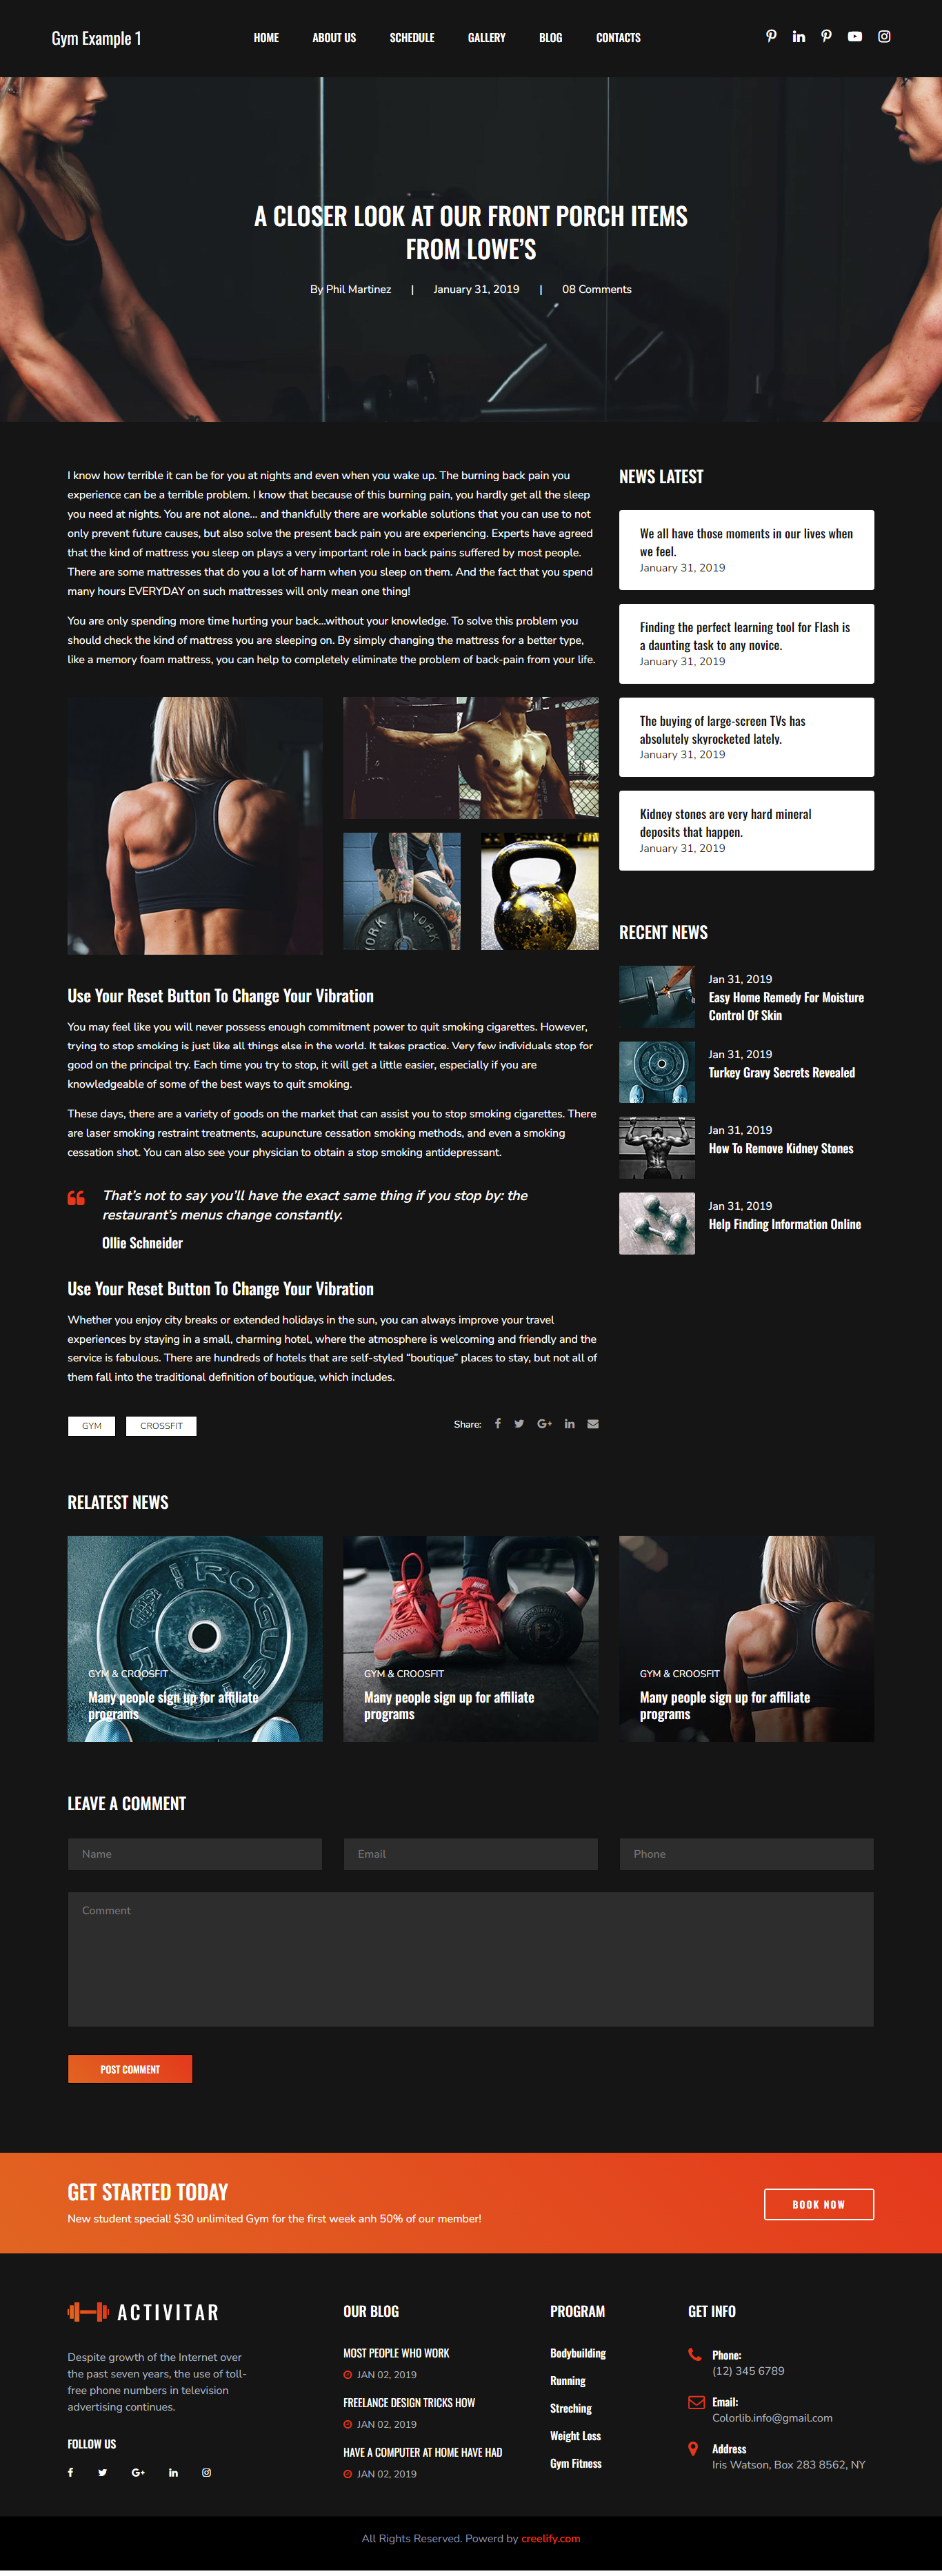 Gym Example 1
HOME ABOUT US SCHEDULE GALLERY BLOG CONTACTS
A CLOSER LOOK AT OUR FRONT PORCH ITEMS
FROM LOWE’S
By Phil Martinez | January 31, 2019 | 08 Comments
I know how terrible it can be for you at nights and even when you wake up. The burning back pain you
experience can be a terrible problem. I know that because of this burning pain, you hardly get all the sleep
you need at nights. You are not alone... and thankfully there are workable solutions that you can use to not
only prevent future causes, but also solve the present back pain you are experiencing. Experts have agreed
that the kind of mattress you sleep on plays a very important role in back pains suffered by most people.
There are some mattresses that do you a lot of harm when you sleep on them. And the fact that you spend
many hours EVERYDAY on such mattresses will only mean one thing!
You are only spending more time hurting your back...without your knowledge. To solve this problem you
should check the kind of mattress you are sleeping on. By simply changing the mattress for a better type,
like a memory foam mattress, you can help to completely eliminate the problem of back-pain from your life.
YORK YORK
Use Your Reset Button To Change Your Vibration
You may feel like you will never possess enough commitment power to quit smoking cigarettes. However,
trying to stop smoking is just like all things else in the world. It takes practice. Very few individuals stop for
good on the principal try. Each time you try to stop, it will get a little easier, especially if you are
knowledgeable of some of the best ways to quit smoking.
These days, there are a variety of goods on the market that can assist you to stop smoking cigarettes. There
are laser smoking restraint treatments, acupuncture cessation smoking methods, and even a smoking
cessation shot. You can also see your physician to obtain a stop smoking antidepressant.
That’s not to say you’ll have the exact same thing if you stop by: the
restaurant’s menus change constantly.
Ollie Schneider
Use Your Reset Button To Change Your Vibration
Whether you enjoy city breaks or extended holidays in the sun, you can always improve your travel
experiences by staying in a small, charming hotel, where the atmosphere is welcoming and friendly and the
service is fabulous. There are hundreds of hotels that are self-styled “boutique” places to stay, but not all of
them fall into the traditional definition of boutique, which includes.
GYM CROSSFIT Share:
NEWS LATEST
We all have those moments in our lives when
we feel.
January 31, 2019
Finding the perfect learning tool for Flash is
a daunting task to any novice.
January 31, 2019
The buying of large-screen TVs has
absolutely skyrocketed lately.
January 31, 2019
Kidney stones are very hard mineral
deposits that happen.
January 31, 2019
RECENT NEWS
Jan 31, 2019
Easy Home Remedy For Moisture
Control Of Skin
Jan 31, 2019
Turkey Gravy Secrets Revealed
Jan 31, 2019
How To Remove Kidney Stones
Jan 31, 2019
Help Finding Information Online
RELATEST NEWS
ROGUE
GYM & CROOSFIT
Many people sign up for affiliate
programs
GYM & CROOSFIT
Many people sign up for affiliate
programs
GYM & CROOSFIT
Many people sign up for affiliate
programs
LEAVE A COMMENT
Name Email Phone
Comment
POST COMMENT
GET STARTED TODAY
New student special! $30 unlimited Gym for the first week anh 50% of our member!
BOOK NOW
ACTIVITAR
Despite growth of the Internet over
the past seven years, the use of toll-
free phone numbers in television
advertising continues.
FOLLOW US
OUR BLOG
MOST PEOPLE WHO WORK
JAN 02, 2019
FREELANCE DESIGN TRICKS HOW
JAN 02, 2019
HAVE A COMPUTER AT HOME HAVE HAD
JAN 02, 2019
PROGRAM
Bodybuilding
Running
Streching
Weight Loss
Gym Fitness
GET INFO
Phone:
(12) 345 6789
Email:
Colorlib.info@gmail.com
Address
Iris Watson, Box 283 8562, NY
All Rights Reserved. Powerd by creelify.com